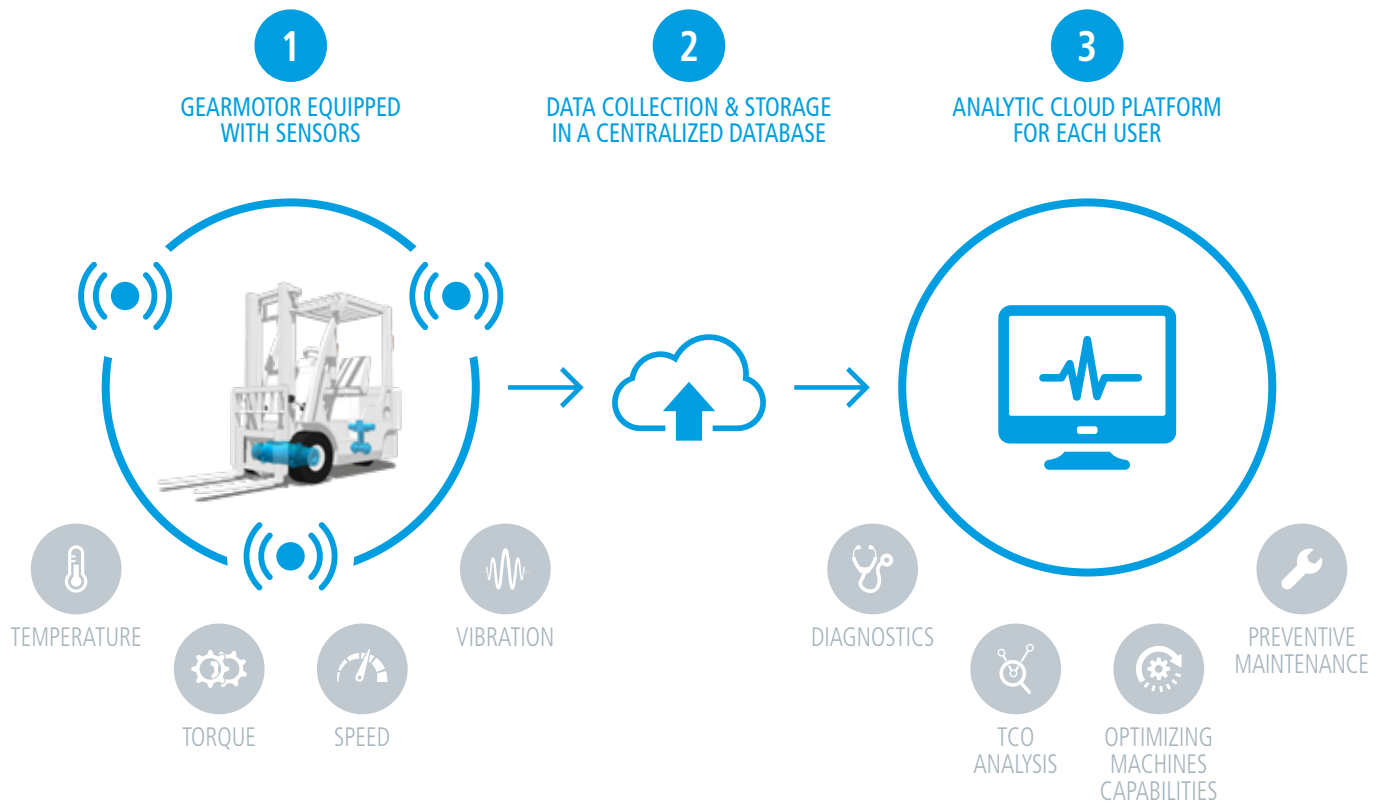 1
GEARMOTOR EQUIPPED
WITH SENSORS
2
DATA COLLECTION & STORAGE
IN A CENTRALIZED DATABASE
3
ANALYTIC CLOUD PLATFORM
FOR EACH USER
TEMPERATURE
TORQUE
SPEED
VIBRATION
DIAGNOSTICS
TCO
ANALYSIS
OPTIMIZING
MACHINES
CAPABILITIES
PREVENTIVE
MAINTENANCE